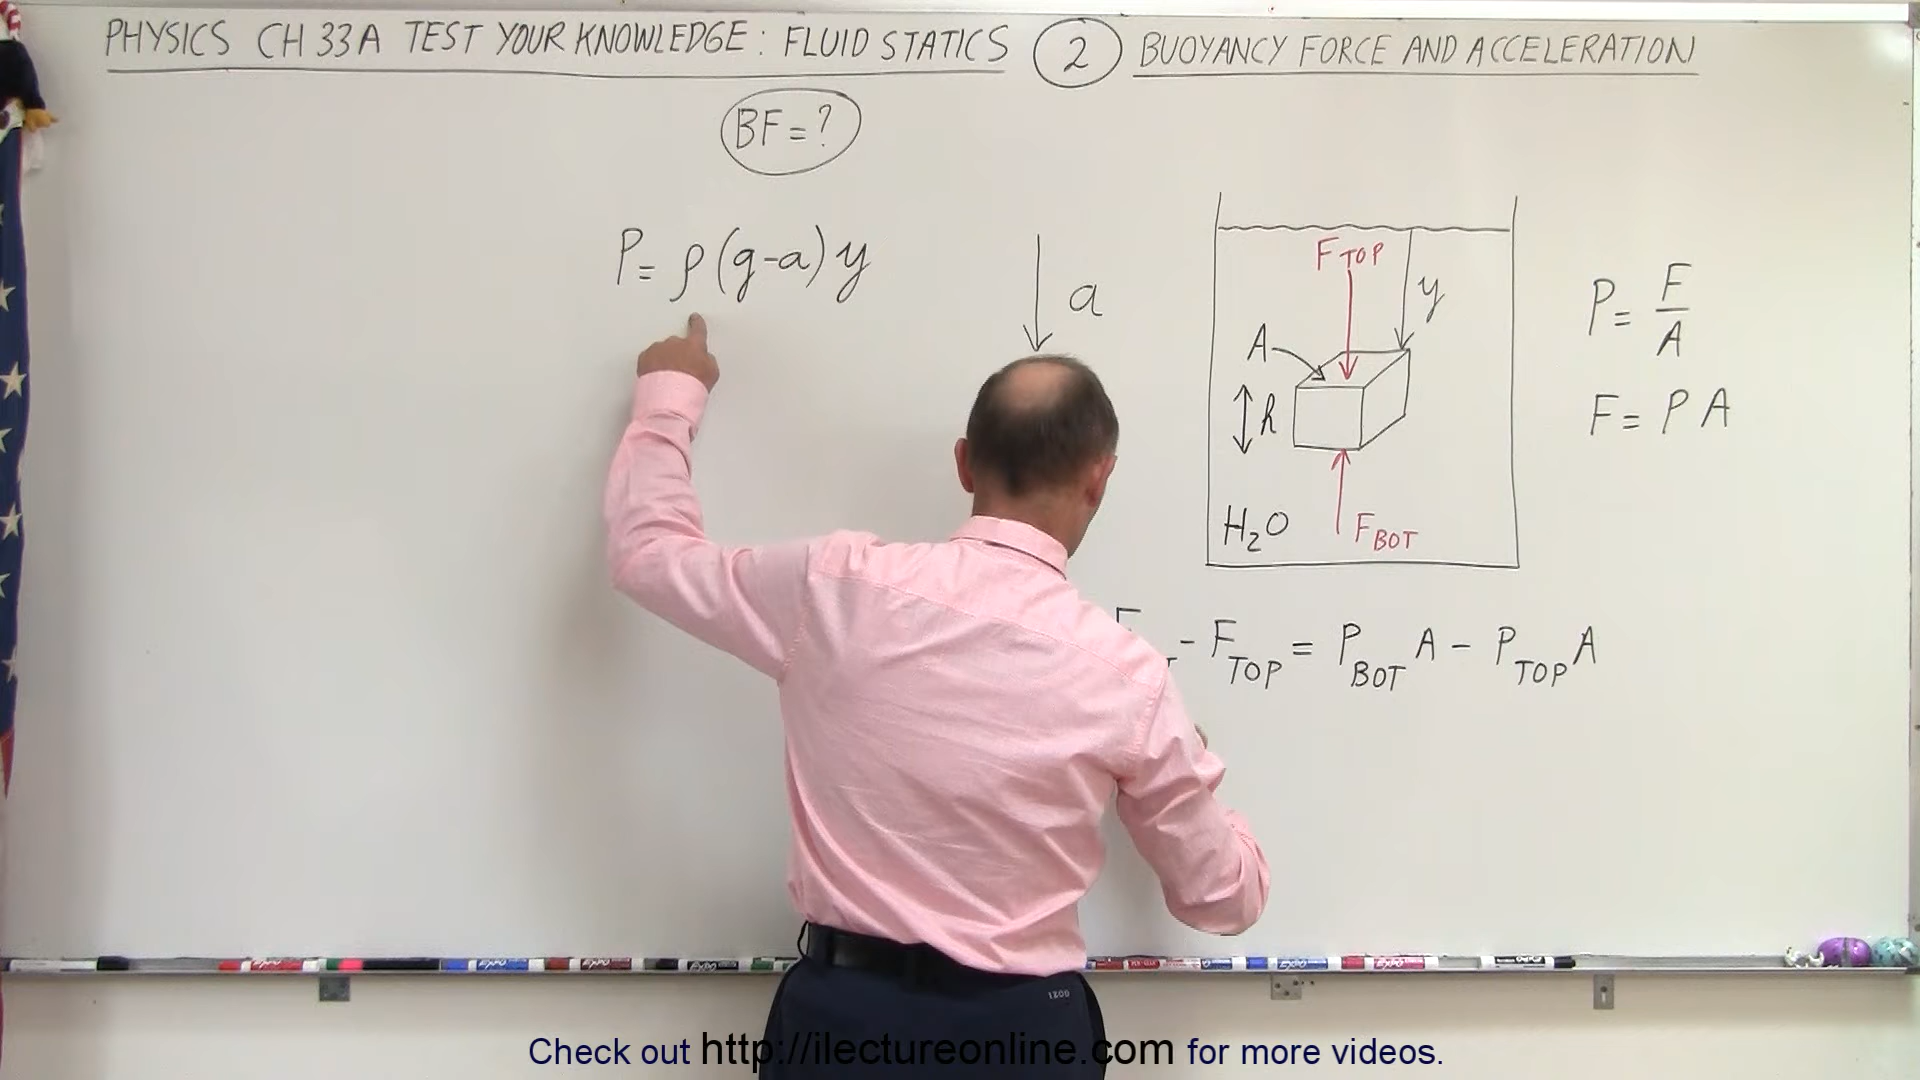 PHYSICS CH 33A TEST YOUR KNOWLEDGE: FLUID STATICS 2 BUOYANCY FORCE AND ACCELERATION
BF = ?
P = ρ (g-a) y
a
F TOP
y
A
h
H2O
F BOT
P = F/A
F = P A
- F TOP = P BOT A - P TOP A
Check out http://ilectureonline.com for more videos.